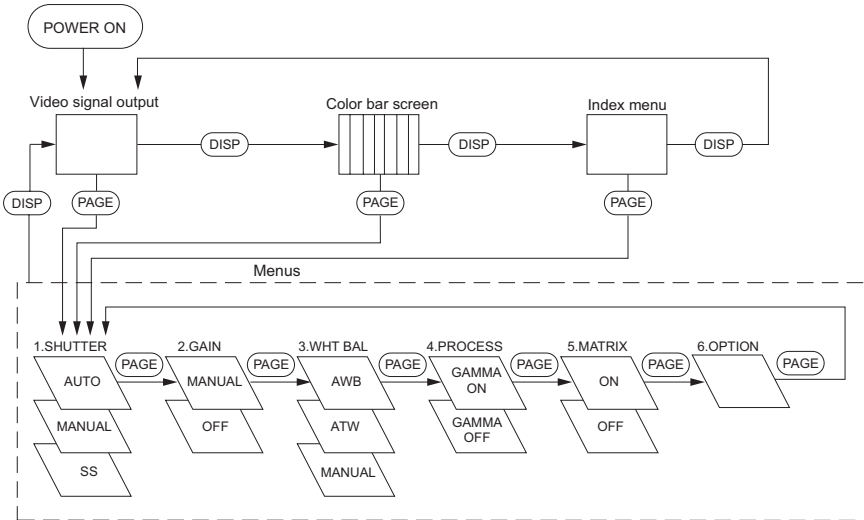 POWER ON
Video signal output
Color bar screen
Index menu
DISP
DISP
DISP
DISP
PAGE
PAGE
PAGE
Menus
1.SHUTTER
2.GAIN
3.WHT BAL
4.PROCESS
5.MATRIX
6.OPTION
PAGE
PAGE
PAGE
PAGE
PAGE
PAGE
AUTO
MANUAL
AWB
GAMMA
ON
ON
MANUAL
OFF
ATW
GAMMA
OFF
OFF
SS
MANUAL